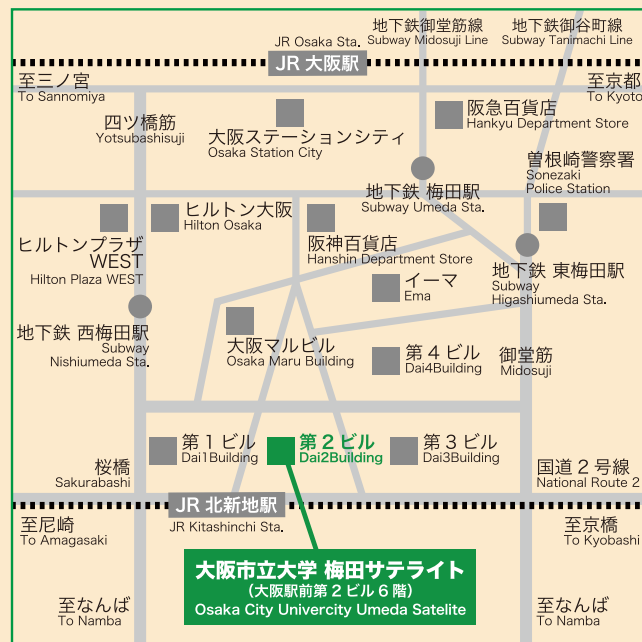 地下鉄御堂筋線
Subway Midosuji Line
地下鉄御谷町線
Subway Tanimachi Line
JR Osaka Sta.
JR 大阪駅
至三ノ宮
To Sannomiya
至京都
To Kyoto
四ツ橋筋
Yotsubashisuji
大阪ステーションシティ
Osaka Station City
阪急百貨店
Hankyu Department Store
曽根崎警察署
Sonezaki
Police Station
地下鉄 梅田駅
Subway Umeda Sta.
ヒルトンプラザ
WEST
Hilton Plaza WEST
ヒルトン大阪
Hilton Osaka
阪神百貨店
Hanshin Department Store
地下鉄 東梅田駅
Subway
Higashiumeda Sta.
イーマ
Ema
地下鉄 西梅田駅
Subway
Nishiumeda Sta.
大阪マルビル
Osaka Maru Building
第４ビル
Dai4Building
御堂筋
Midosuji
桜橋
Sakurabashi
第１ビル
Dai1Building
第２ビル
Dai2Building
第３ビル
Dai3Building
国道２号線
National Route 2
JR 北新地駅
JR Kitashinchi Sta.
至尼崎
To Amagasaki
至京橋
To Kyobashi
大阪市立大学 梅田サテライト
（大阪駅前第２ビル６階）
Osaka City Univercity Umeda Satelite
至なんば
To Namba
至なんば
To Namba